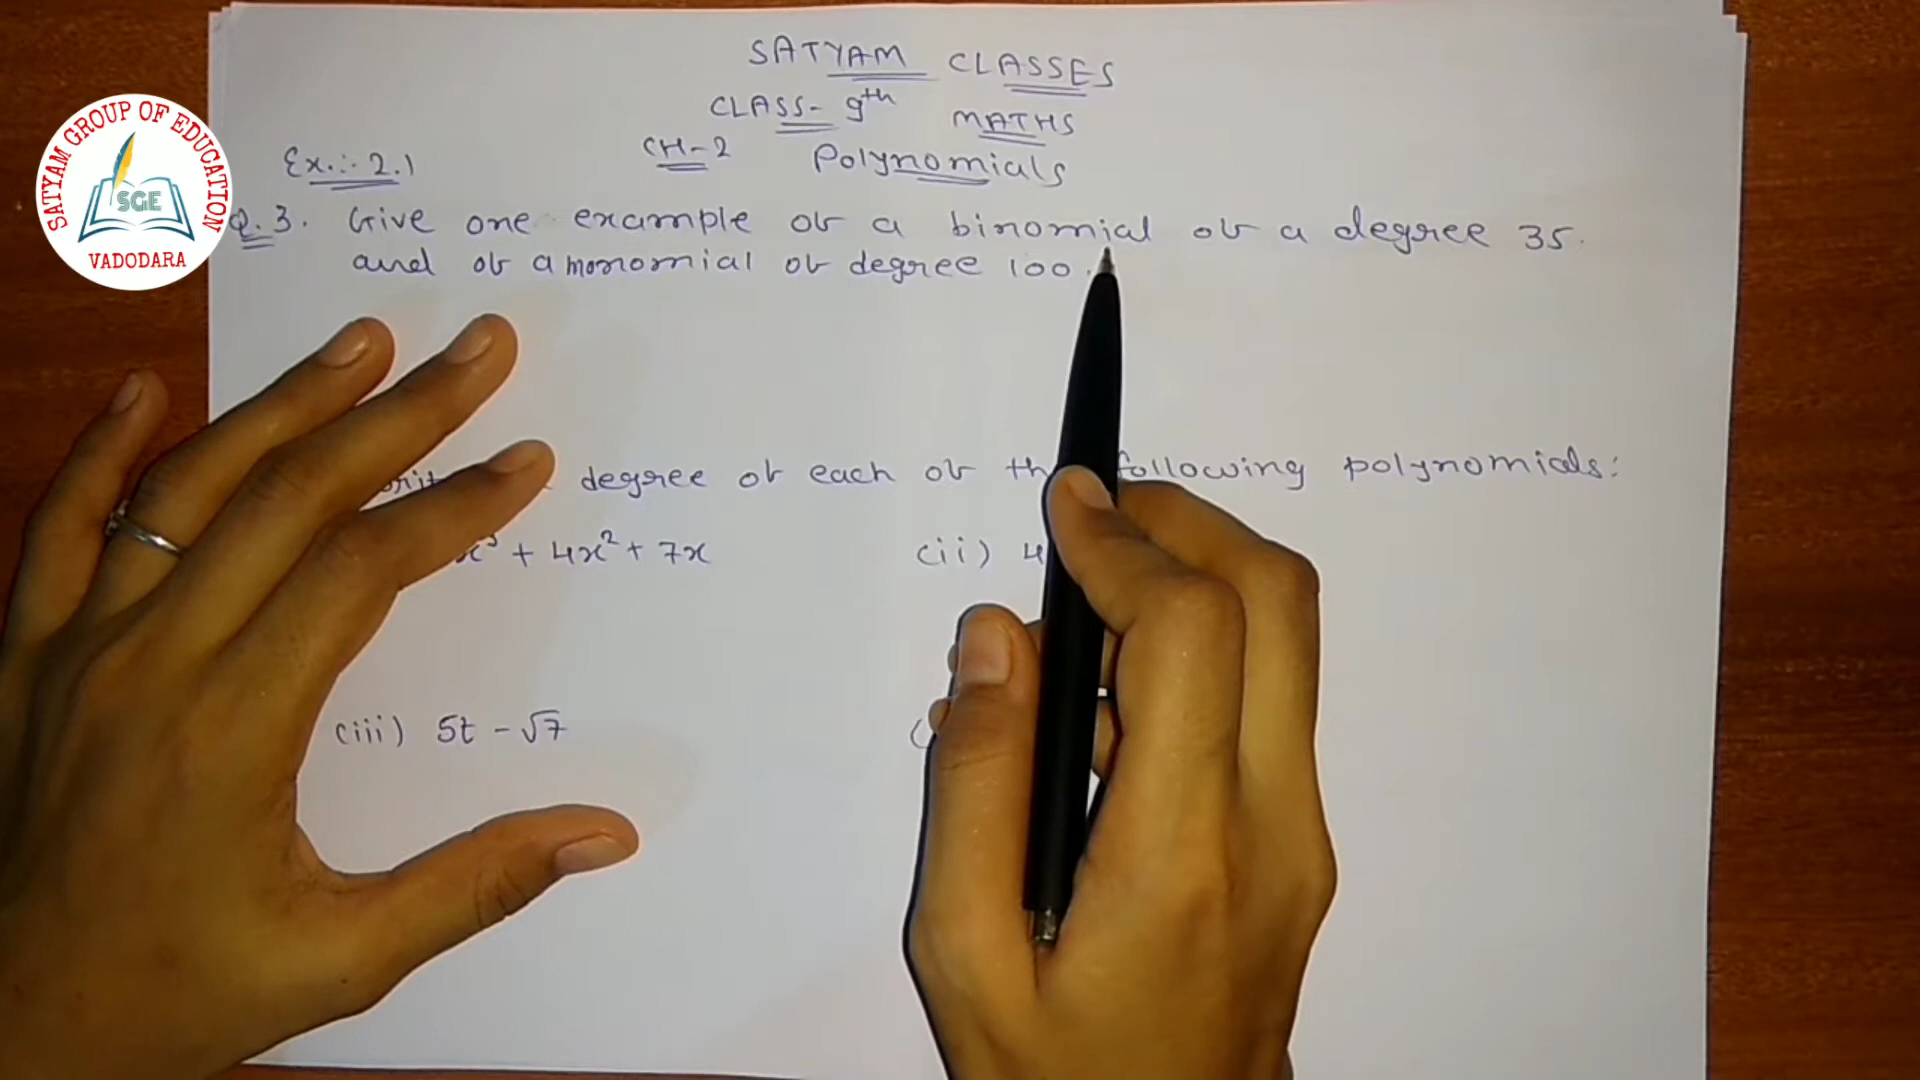 SATYAM GROUP OF EDUCATION
SGE
VADODARA
SATYAM CLASSES
CLASS- 9th MATHS
CH-2 Polynomials
Ex.:- 2.1
Q.3. Give one example of a binomial of a degree 35.
and of a monomial of degree 100.
degree of each of following polynomials:
+ 4x² + 7x
(ii) 4
(iii) 5t - √7